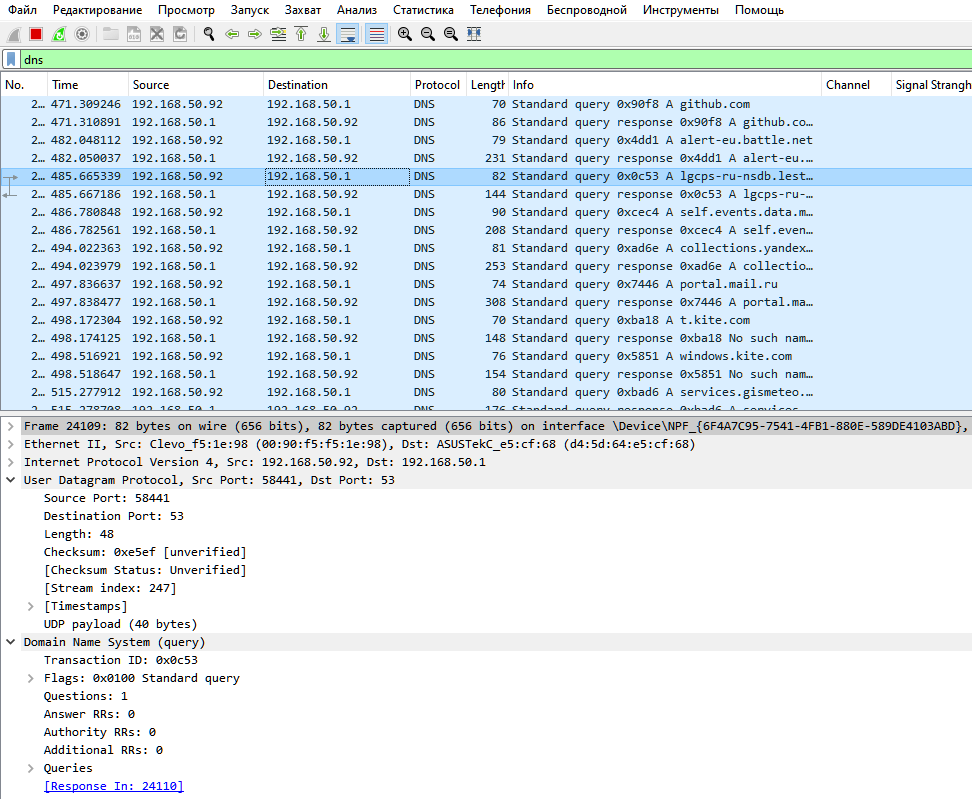 Файл Редактирование Просмотр Запуск Захват Анализ Статистика Телефония Беспроводной Инструменты Помощь
dns
No. Time Source Destination Protocol Length Info Channel Signal Strangh
2… 471.309246 192.168.50.92 192.168.50.1 DNS 70 Standard query 0x90f8 A github.com
2… 471.310891 192.168.50.1 192.168.50.92 DNS 86 Standard query response 0x90f8 A github.co…
2… 482.048112 192.168.50.92 192.168.50.1 DNS 79 Standard query 0x4dd1 A alert-eu.battle.net
2… 482.050037 192.168.50.1 192.168.50.92 DNS 231 Standard query response 0x4dd1 A alert-eu.…
2… 485.665339 192.168.50.92 192.168.50.1 DNS 82 Standard query 0x0c53 A lgcps-ru-nsdb.lest…
2… 485.667186 192.168.50.1 192.168.50.92 DNS 144 Standard query response 0x0c53 A lgcps-ru-…
2… 486.780848 192.168.50.92 192.168.50.1 DNS 90 Standard query 0xcec4 A self.events.data.m…
2… 486.782561 192.168.50.1 192.168.50.92 DNS 208 Standard query response 0xcec4 A self.even…
2… 494.022363 192.168.50.92 192.168.50.1 DNS 81 Standard query 0xad6e A collections.yandex…
2… 494.023979 192.168.50.1 192.168.50.92 DNS 253 Standard query response 0xad6e A collectio…
2… 497.836637 192.168.50.92 192.168.50.1 DNS 74 Standard query 0x7446 A portal.mail.ru
2… 497.838477 192.168.50.1 192.168.50.92 DNS 308 Standard query response 0x7446 A portal.ma…
2… 498.172304 192.168.50.92 192.168.50.1 DNS 70 Standard query 0xba18 A t.kite.com
2… 498.174125 192.168.50.1 192.168.50.92 DNS 148 Standard query response 0xba18 No such nam…
2… 498.516921 192.168.50.92 192.168.50.1 DNS 76 Standard query 0x5851 A windows.kite.com
2… 498.518647 192.168.50.1 192.168.50.92 DNS 154 Standard query response 0x5851 No such nam…
2… 515.277912 192.168.50.92 192.168.50.1 DNS 80 Standard query 0xbad6 A services.gismeteo.…
2… 515.278708 192.168.50.1 192.168.50.92 DNS 176 Standard query response 0xbad6 A services
Frame 24109: 82 bytes on wire (656 bits), 82 bytes captured (656 bits) on interface \Device\NPF_{6F4A7C95-7541-4FB1-880E-589DE4103ABD},
Ethernet II, Src: Clevo_f5:1e:98 (00:90:f5:f5:1e:98), Dst: ASUSTekC_e5:cf:68 (d4:5d:64:e5:cf:68)
Internet Protocol Version 4, Src: 192.168.50.92, Dst: 192.168.50.1
User Datagram Protocol, Src Port: 58441, Dst Port: 53
Source Port: 58441
Destination Port: 53
Length: 48
Checksum: 0xe5ef [unverified]
[Checksum Status: Unverified]
[Stream index: 247]
[Timestamps]
UDP payload (40 bytes)
Domain Name System (query)
Transaction ID: 0x0c53
Flags: 0x0100 Standard query
Questions: 1
Answer RRs: 0
Authority RRs: 0
Additional RRs: 0
Queries
[Response In: 24110]